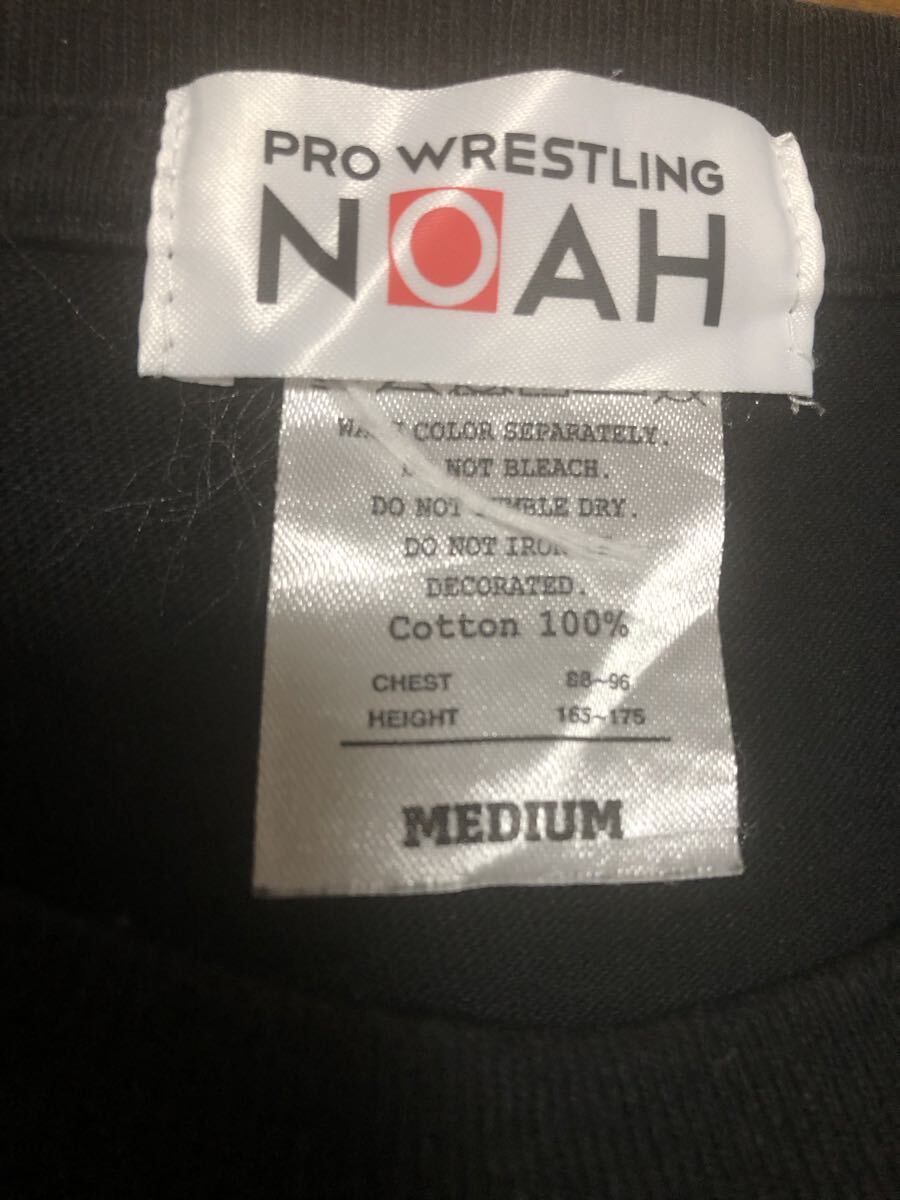 PRO WRESTLING
NOAH
COLOR SEPARATELY.
NOT BLEACH.
DO NOT DRY.
DO NOT
DECORATED.
Cotton 100%
CHEST 88~96
HEIGHT 165~175
MEDIUM